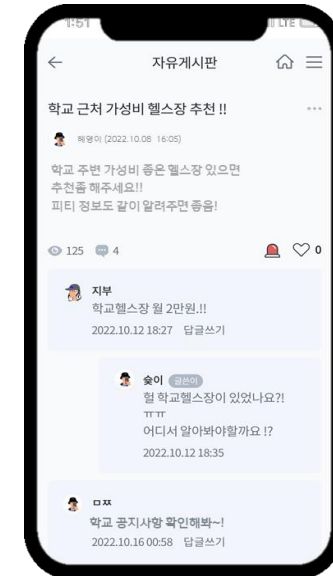 1:51
LTE
자유게시판
학교 근처 가성비 헬스장 추천 !!
헤명이 (2022.10.08 16:05)
학교 주변 가성비 좋은 헬스장 있으면
추천좀 해주세요!!
피티 정보도 같이 알려주면 좋음!
125 4 0
지부
학교헬스장 월 2만원.!!
2022.10.12 18:27 답글쓰기
숯이 글쓴이
헐 학교헬스장이 있었나요?!
ㅠㅠ
어디서 알아봐야할까요 !?
2022.10.12 18:35
ㅁㅉ
학교 공지사항 확인해봐~!
2022.10.16 00:58 답글쓰기